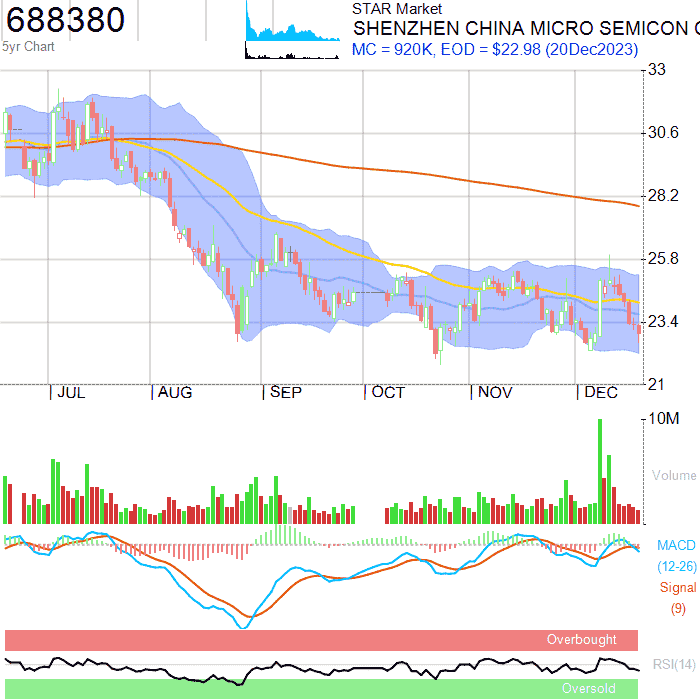 688380
5yr Chart
STAR Market
SHENZHEN CHINA MICRO SEMICON C
MC = 920K, EOD = $22.98 (20Dec2023)
33
30.6
28.2
25.8
23.4
21
JUL AUG SEP OCT NOV DEC
10M
Volume
MACD
(12-26)
Signal
(9)
Overbought
RSI(14)
Oversold